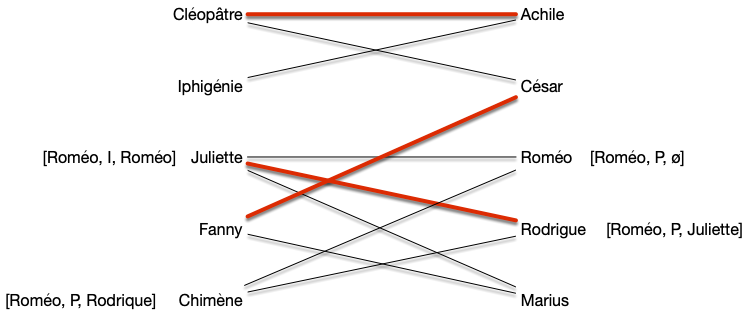 Cléopâtre Achile
Iphigénie César
[Roméo, I, Roméo] Juliette Roméo [Roméo, P, ø]
Fanny Rodrigue [Roméo, P, Juliette]
[Roméo, P, Rodrique] Chimène Marius